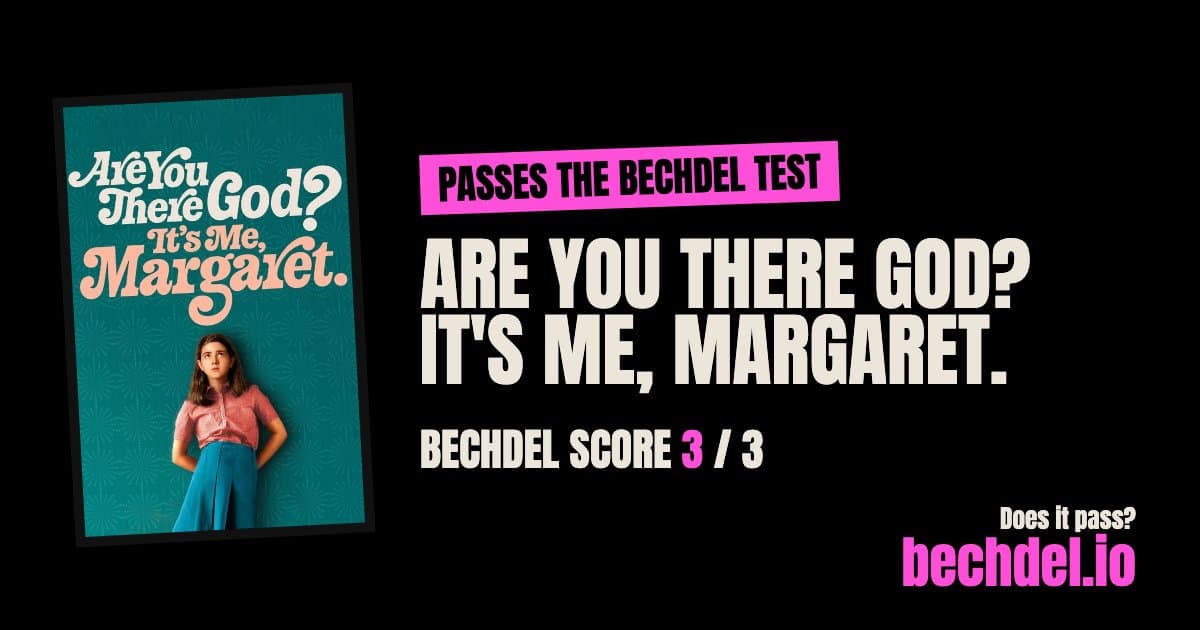 Are You
There God?
It's Me,
Margaret.
PASSES THE BECHDEL TEST
ARE YOU THERE GOD?
IT'S ME, MARGARET.
BECHDEL SCORE 3 / 3
Does it pass?
bechdel.io